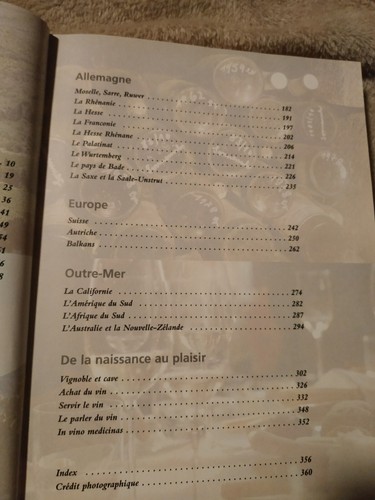 10
19
25
36
41
49
54
51
6
8
Allemagne
Moselle, Sarre, Ruwer 182
La Rhénanie 191
La Hesse 197
La Franconie 202
La Hesse Rhénane 206
Le Palatinat 214
Le Wurtemberg 221
Le pays de Bade 226
La Saxe et la Saale-Unstrut 235
Europe
Suisse 242
Autriche 250
Balkans 262
Outre-Mer
La Californie 274
L'Amérique du Sud 282
L'Afrique du Sud 287
L'Australie et la Nouvelle-Zélande 294
De la naissance au plaisir
Vignoble et cave 302
Achat du vin 326
Servir le vin 332
Le parler du vin 348
In vino medicinas 352
Index 356
Crédit photographique 360